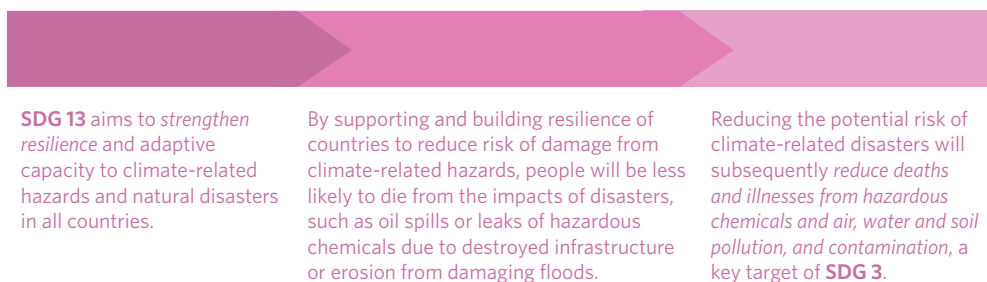 SDG 13 aims to strengthen
resilience and adaptive
capacity to climate-related
hazards and natural disasters
in all countries.
By supporting and building resilience of
countries to reduce risk of damage from
climate-related hazards, people will be less
likely to die from the impacts of disasters,
such as oil spills or leaks of hazardous
chemicals due to destroyed infrastructure
or erosion from damaging floods.
Reducing the potential risk of
climate-related disasters will
subsequently reduce deaths
and illnesses from hazardous
chemicals and air, water and soil
pollution, and contamination, a
key target of SDG 3.